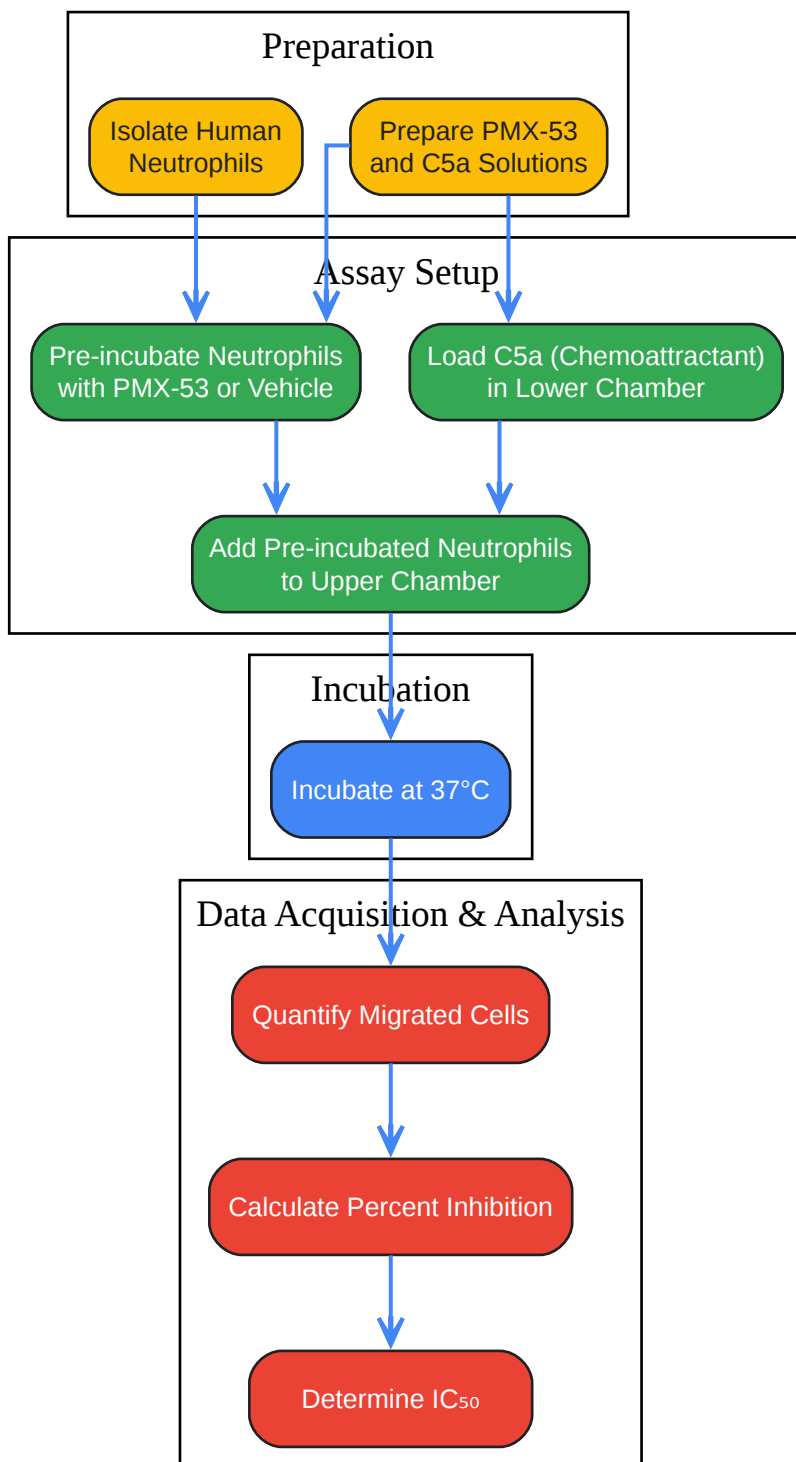 Preparation
Isolate Human
Neutrophils
Prepare PMX-53
and C5a Solutions
Assay Setup
Pre-incubate Neutrophils
with PMX-53 or Vehicle
Load C5a (Chemoattractant)
in Lower Chamber
Add Pre-incubated Neutrophils
to Upper Chamber
Incubation
Incubate at 37°C
Data Acquisition & Analysis
Quantify Migrated Cells
Calculate Percent Inhibition
Determine IC₅₀